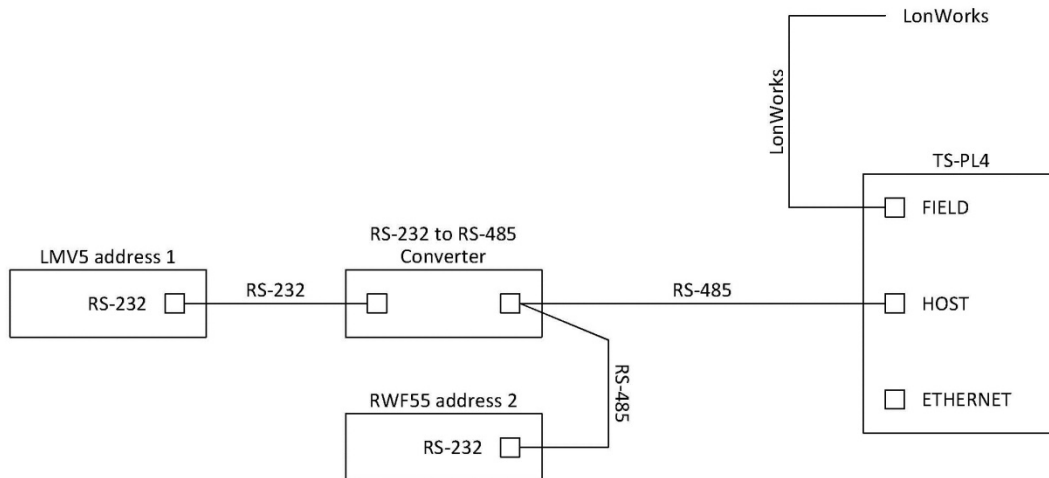 LonWorks
LonWorks
TS-PL4
FIELD
RS-232 to RS-485
Converter
LMV5 address 1
RS-232
RS-232
RS-485
HOST
RS-485
RWF55 address 2
RS-232
ETHERNET